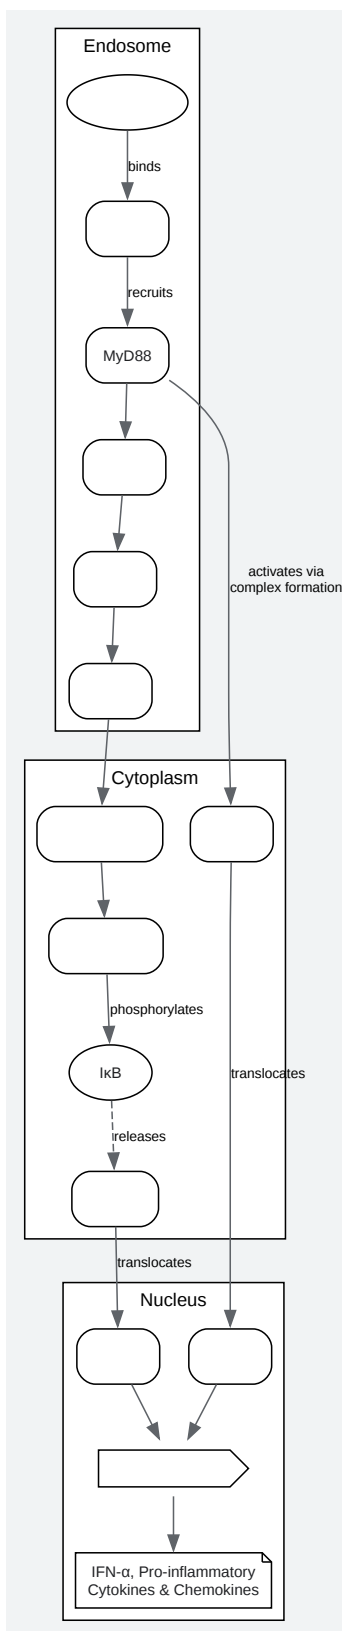 Endosome
binds
recruits
MyD88
activates via
complex formation
Cytoplasm
phosphorylates
IκB
translocates
releases
translocates
Nucleus
IFN-α, Pro-inflammatory
Cytokines & Chemokines